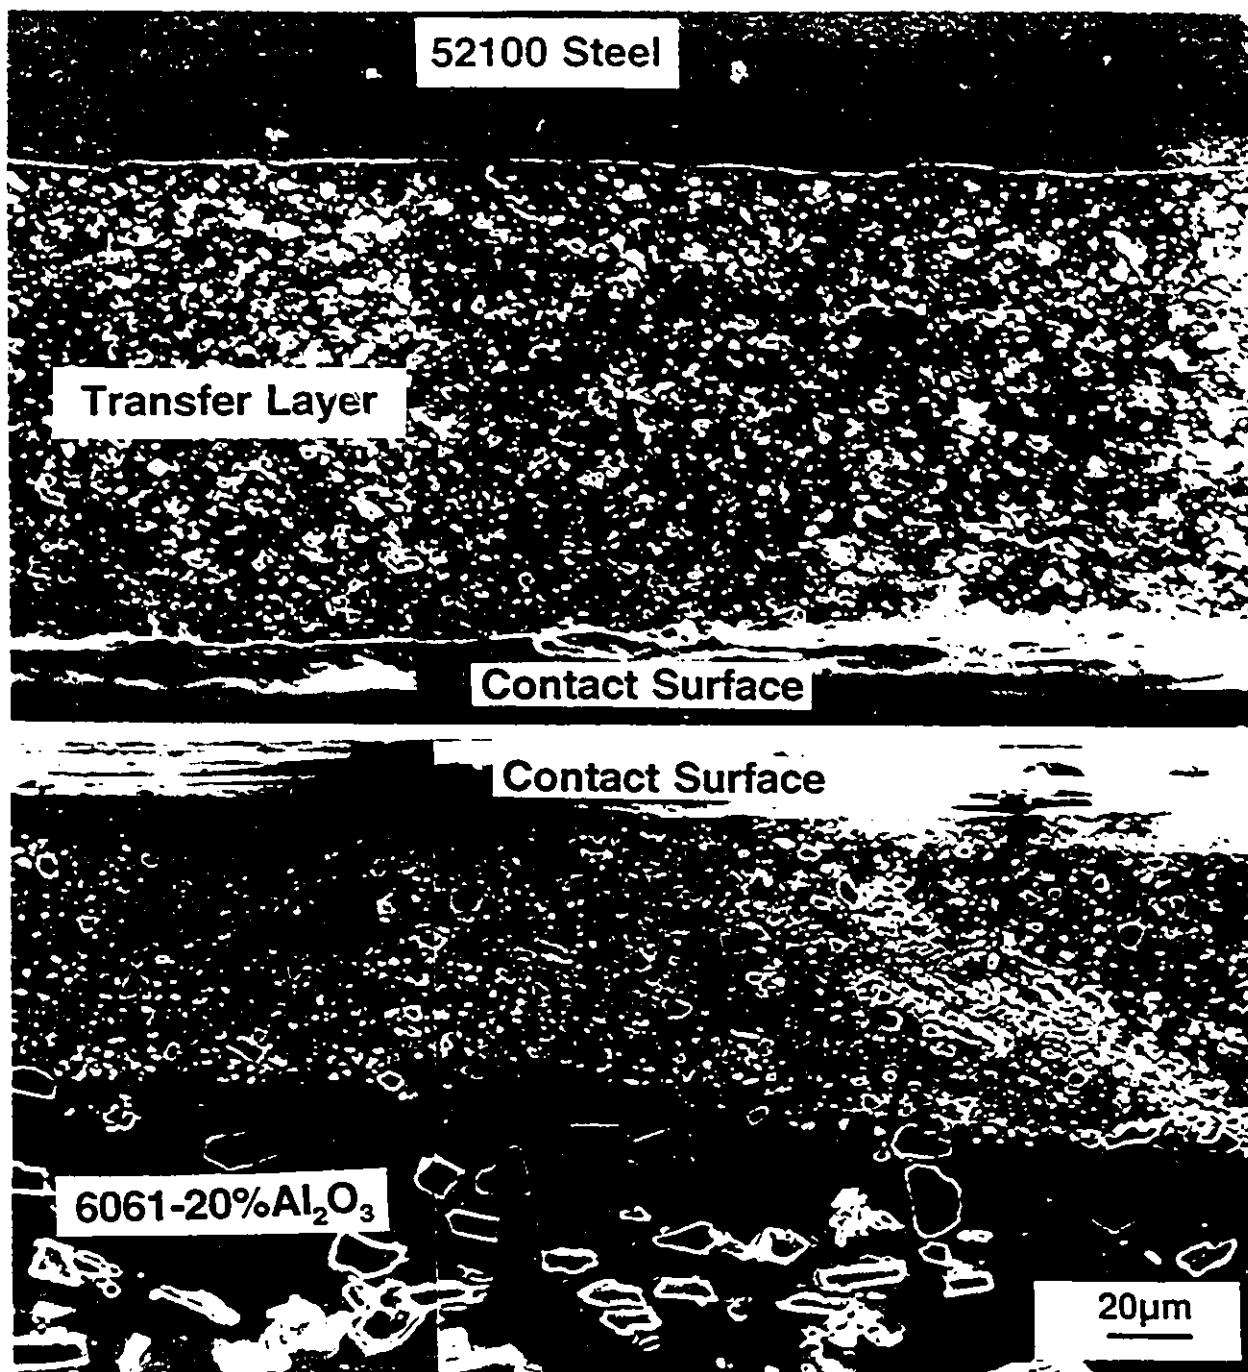 52100 Steel
Transfer Layer
Contact Surface
Contact Surface
6061-20%Al₂O₃
20µm